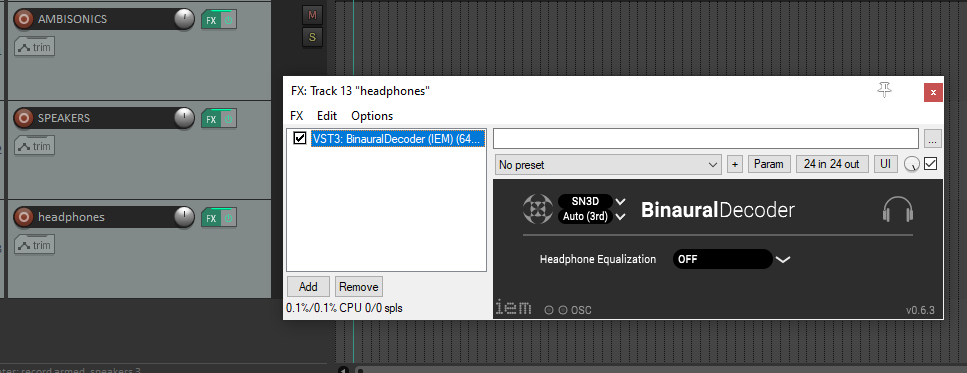 AMBISONICS
FX
M
S
trim
FX: Track 13 "headphones"
FX Edit Options
SPEAKERS
FX
VST3: BinauralDecoder (IEM) (64...
...
trim
No preset
+
Param
24 in 24 out
UI
SN3D
Auto (3rd)
BinauralDecoder
headphones
FX
trim
Headphone Equalization
OFF
Add
Remove
0.1%/0.1% CPU 0/0 spls
iem
OSC
v0.6.3
record armed, speakers 3